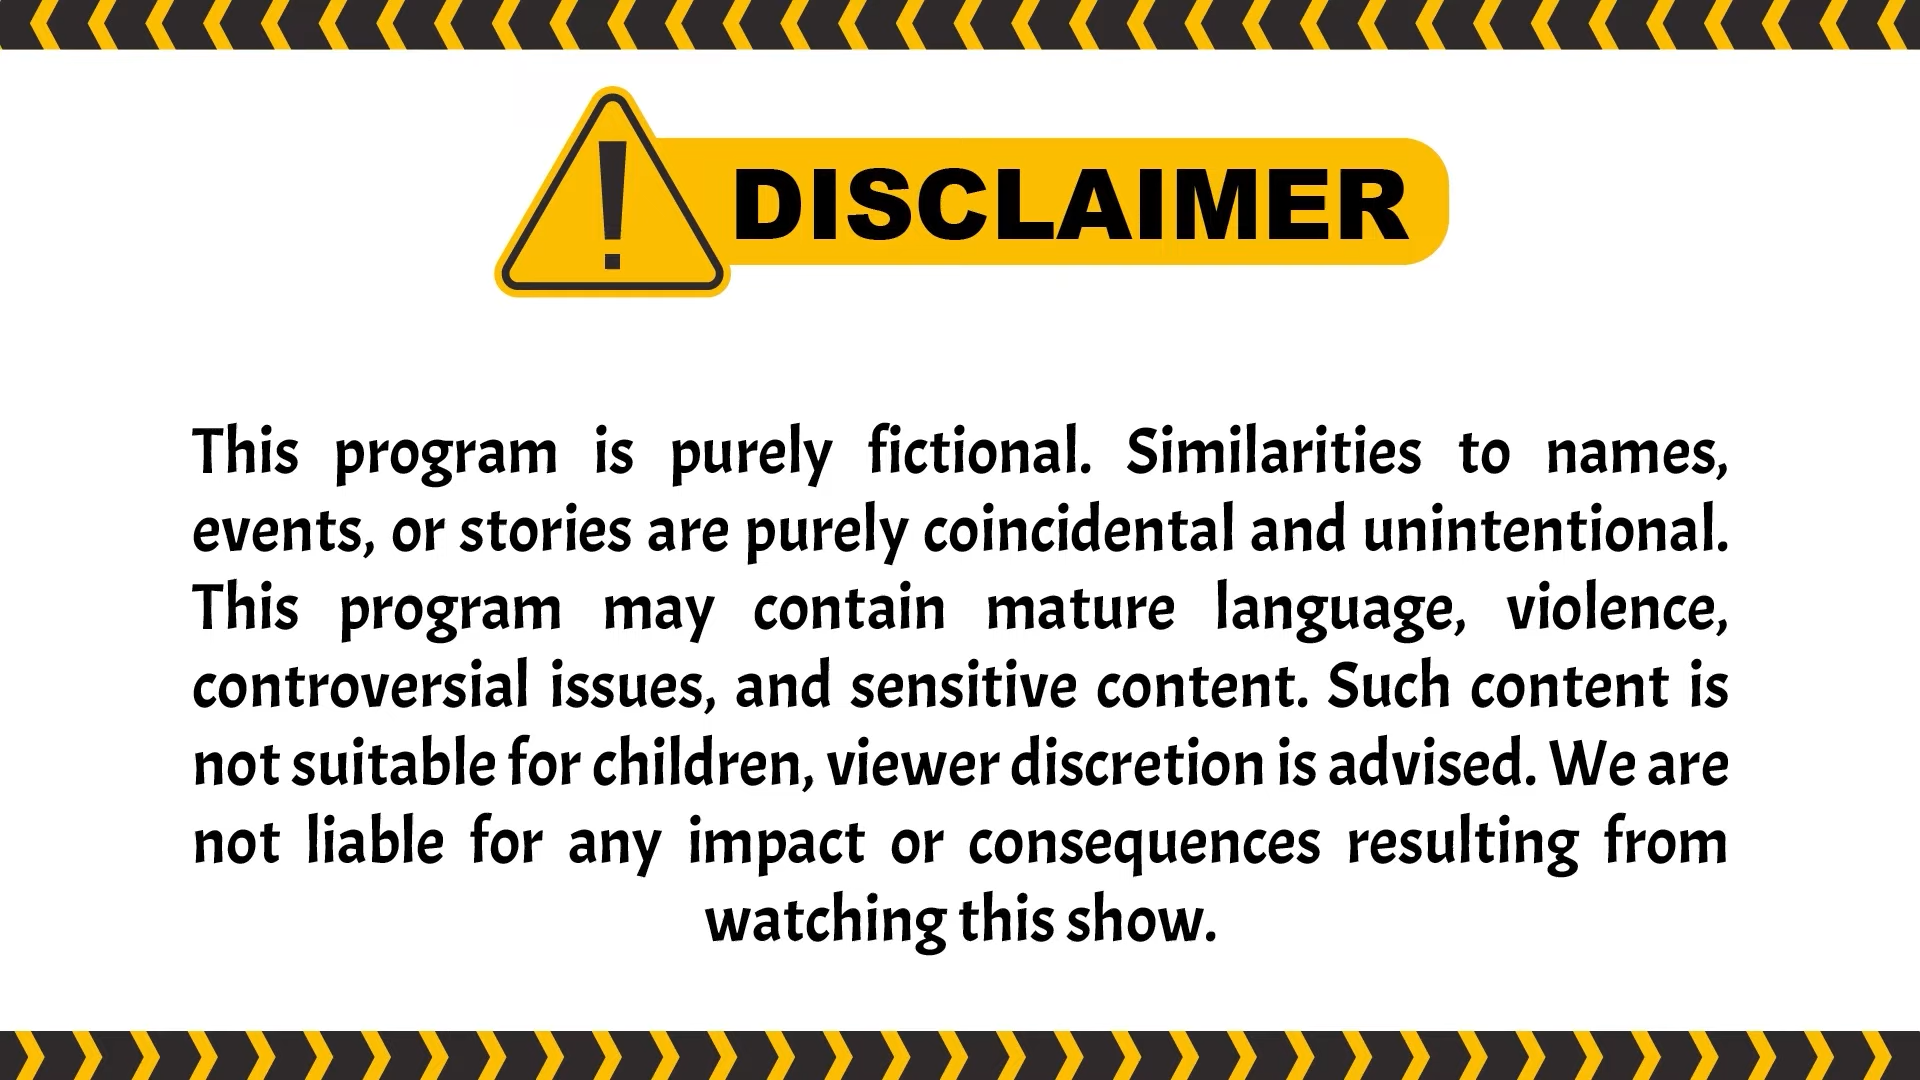 DISCLAIMER
This program is purely fictional. Similarities to names,
events, or stories are purely coincidental and unintentional.
This program may contain mature language, violence,
controversial issues, and sensitive content. Such content is
not suitable for children, viewer discretion is advised. We are
not liable for any impact or consequences resulting from
watching this show.